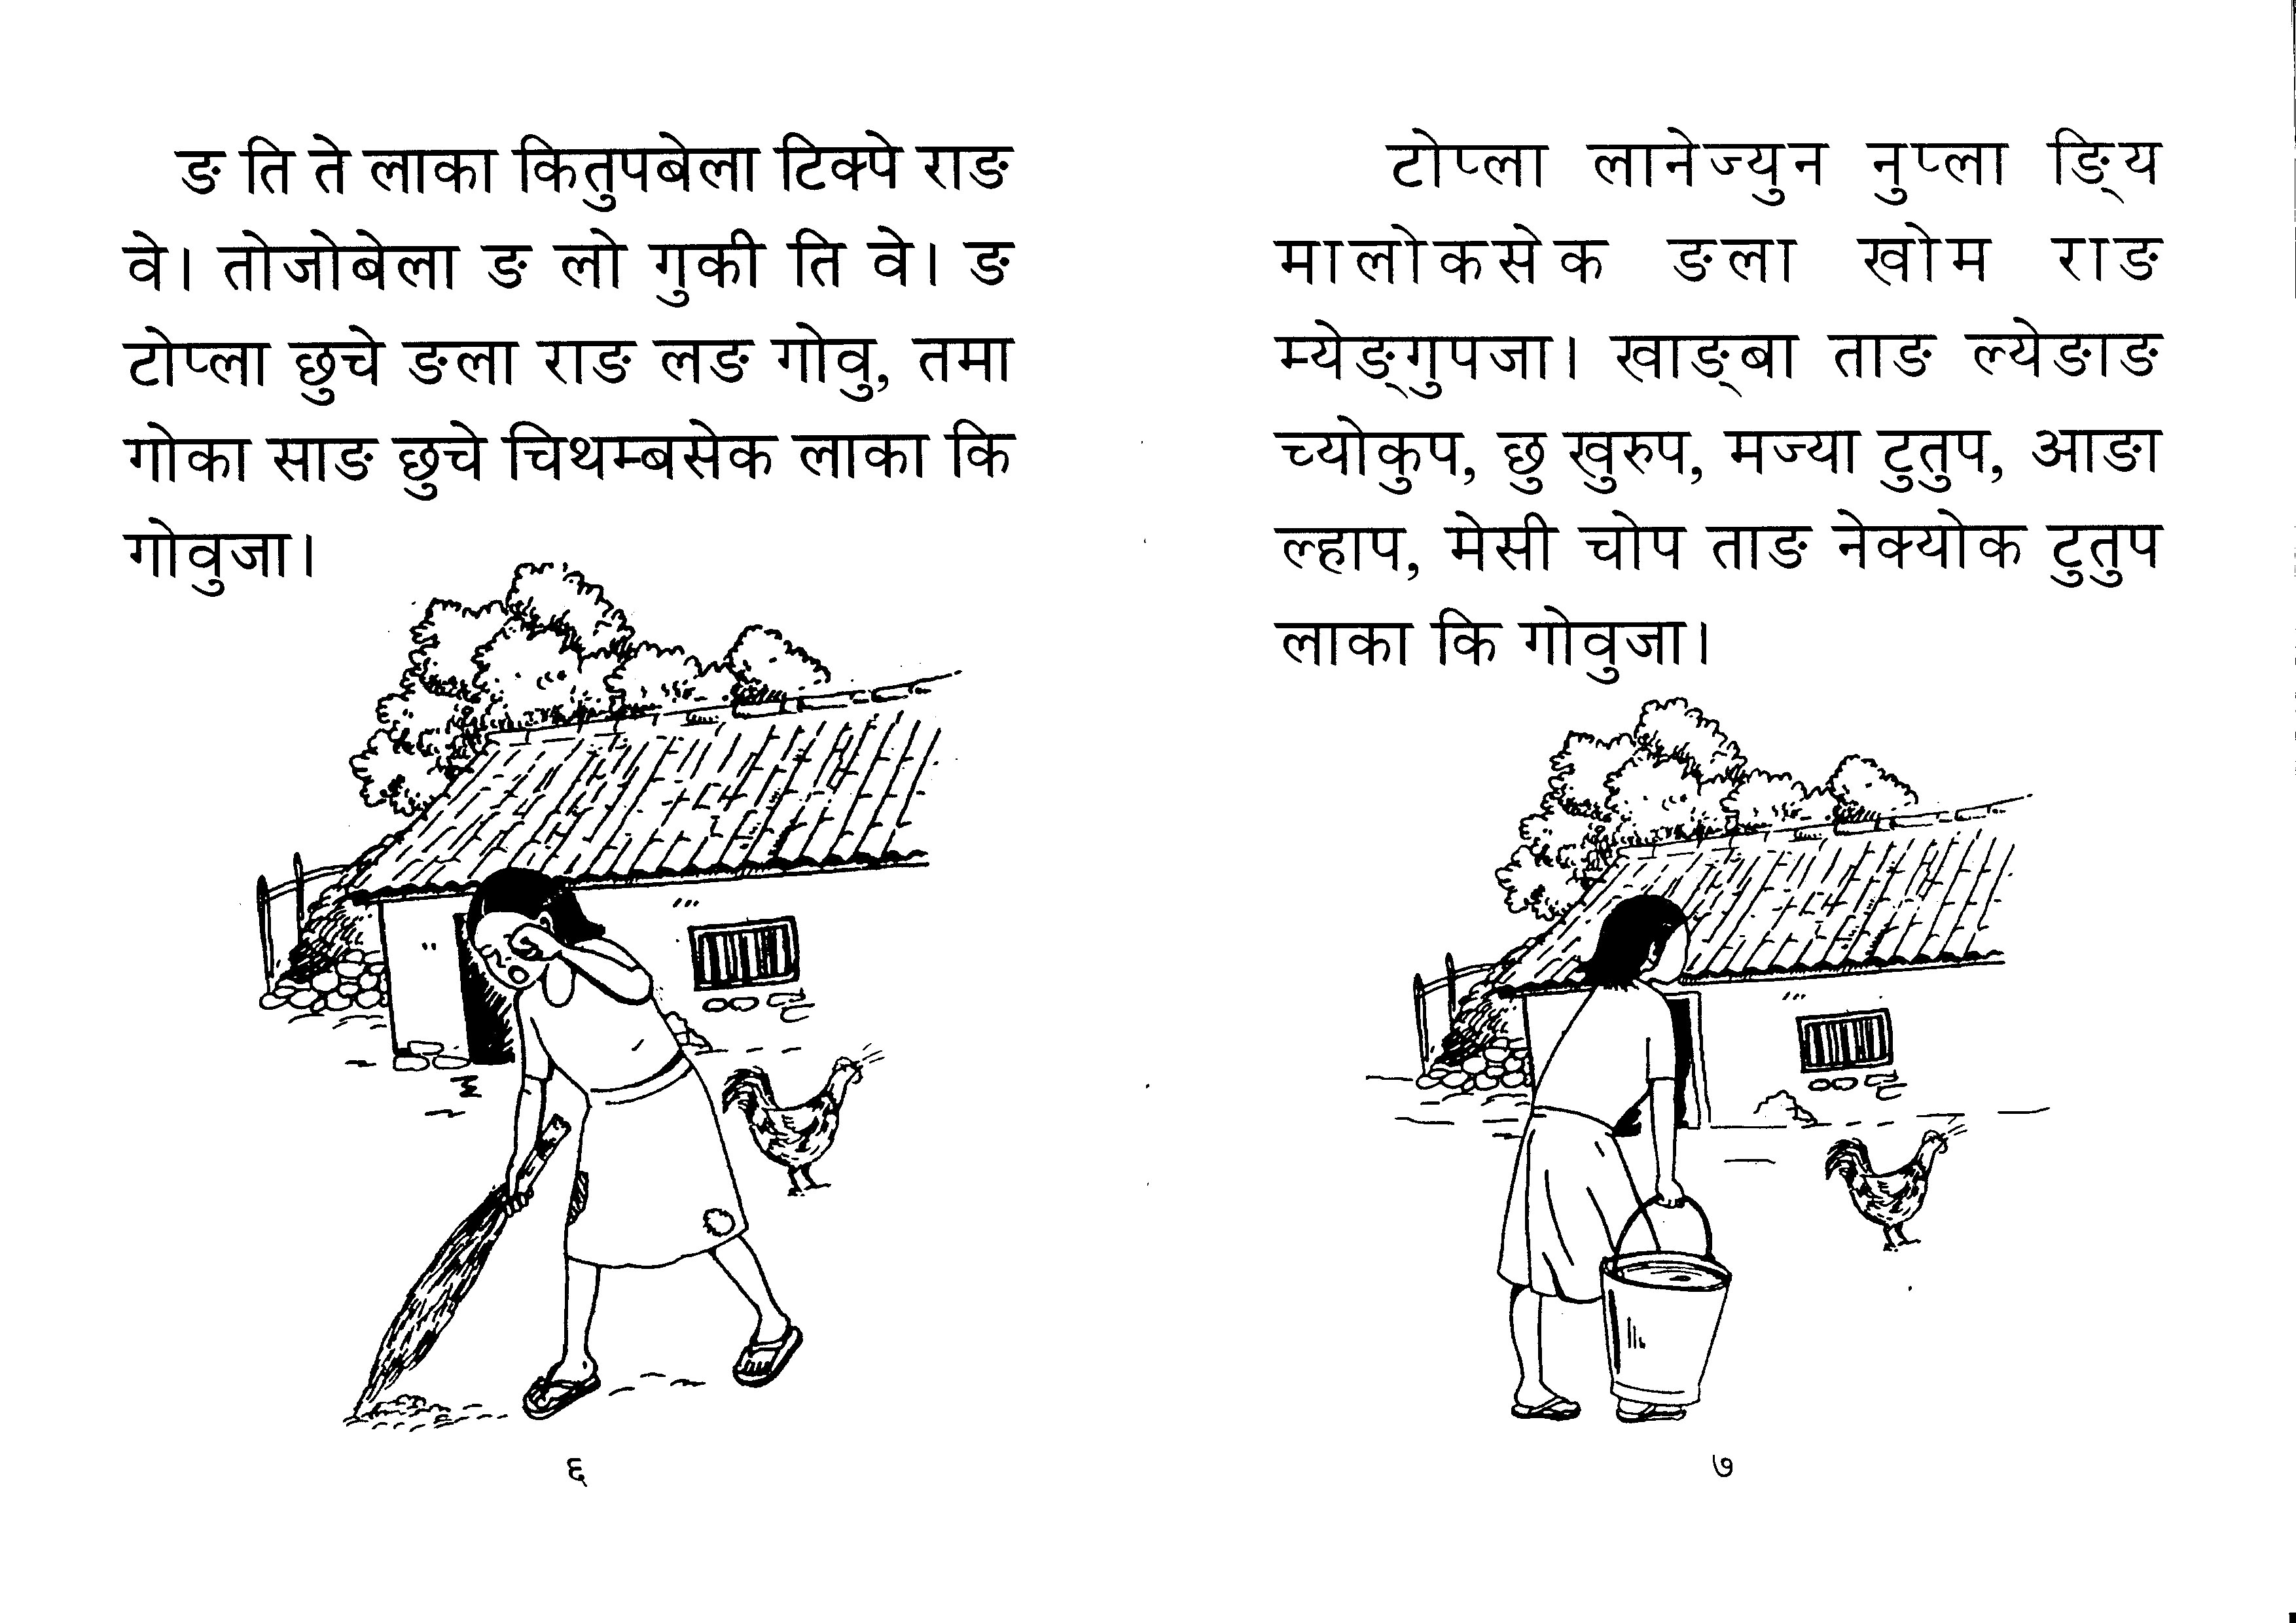 ङ ति ते लाका कितुपबेला टिक्पे राङ
वे। तोजोबेला ङ लो गुकी ति वे। ङ
टोप्ला छुचे ङला राङ लङ गोवु, तमा
गोका साङ छुचे चिथम्बसेक लाका कि
गोवुजा।
६
टोप्ला लानेज्युन नुप्ला ङ्यि
मालोकसेक ङला खोम राङ
म्येङ्गुपजा। खाङ्बा ताङ ल्येङाङ
च्योकुप, छु खुरुप, मज्या टुतुप, आङा
ल्हाप, मेसी चोप ताङ नेक्योक टुतुप
लाका कि गोवुजा।
७